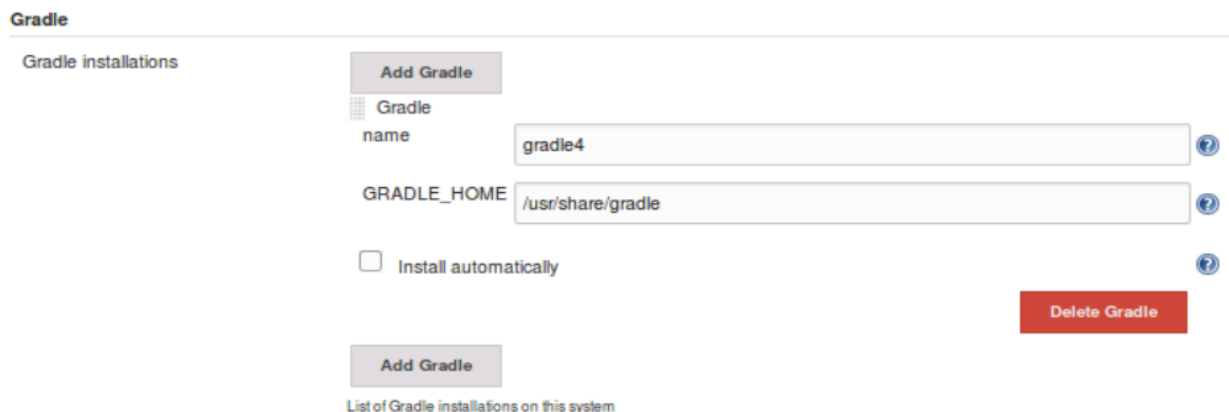 Gradle
Gradle installations
Add Gradle
Gradle
name
gradle4
GRADLE_HOME
/usr/share/gradle
Install automatically
Delete Gradle
Add Gradle
List of Gradle installations on this system